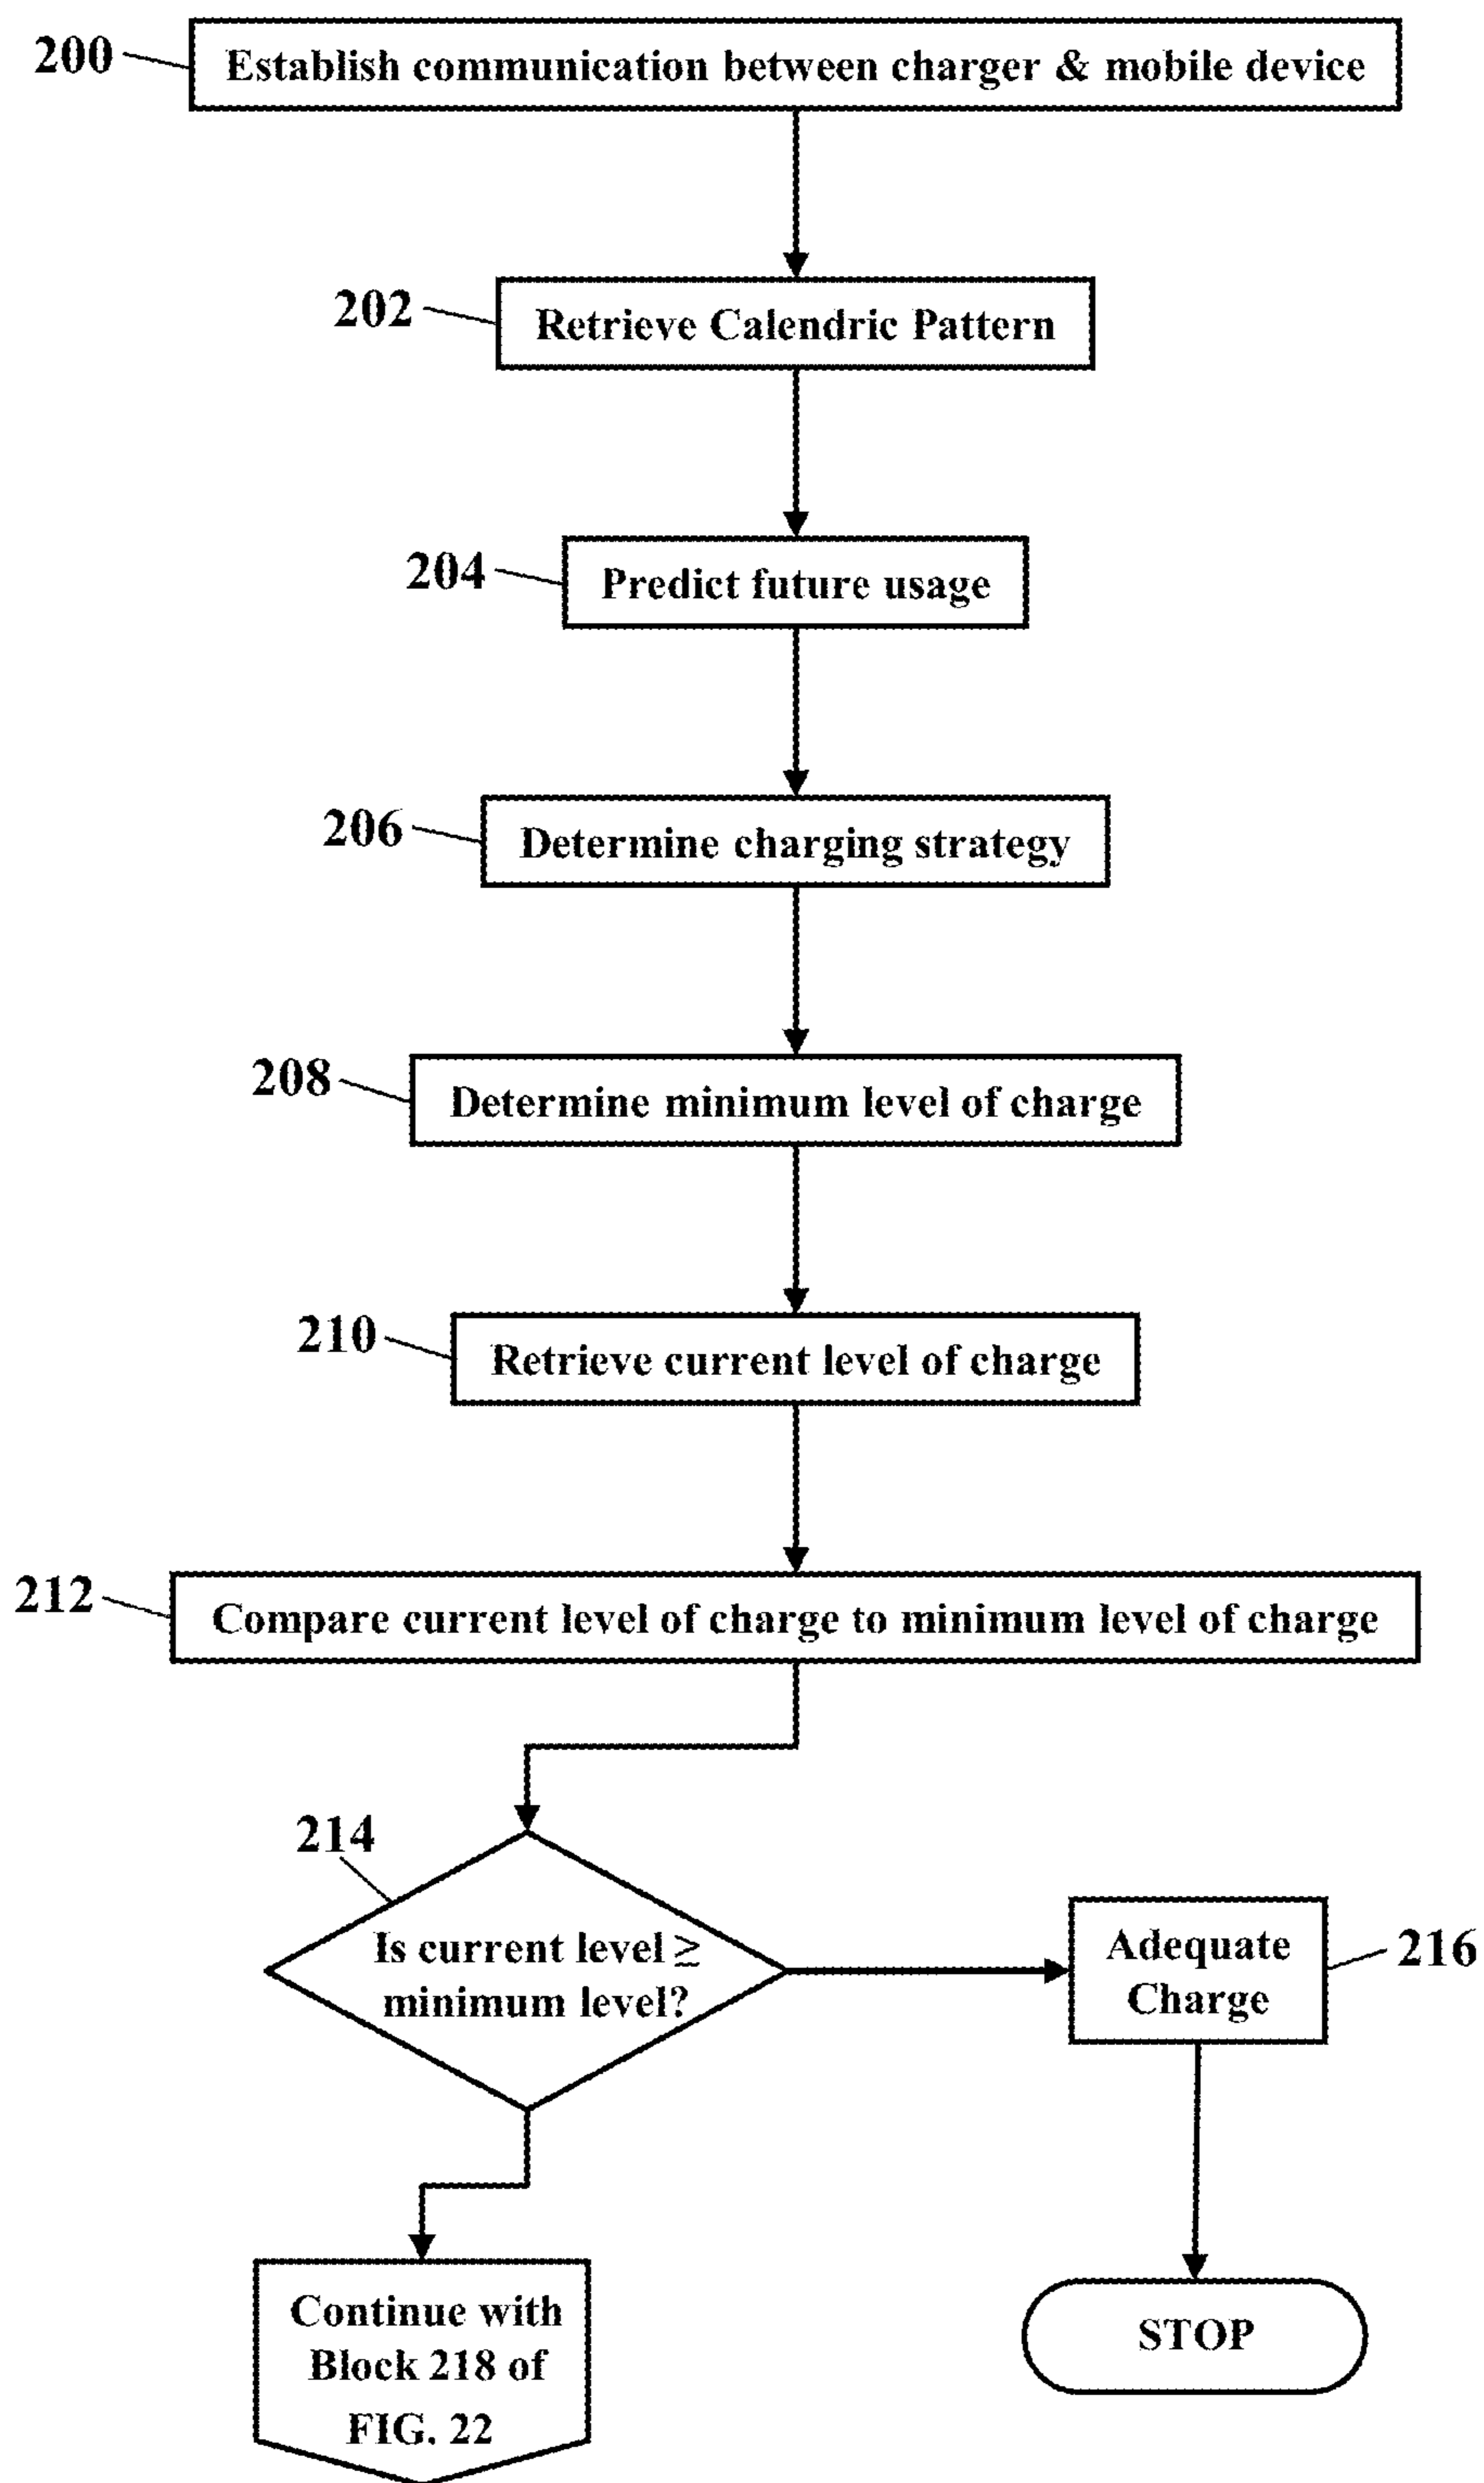 200
Establish communication between charger & mobile device
202
Retrieve Calendric Pattern
204
Predict future usage
206
Determine charging strategy
208
Determine minimum level of charge
210
Retrieve current level of charge
212
Compare current level of charge to minimum level of charge
214
Is current level ≥
minimum level?
Adequate
Charge
216
Continue with
Block 218 of
FIG. 22
STOP